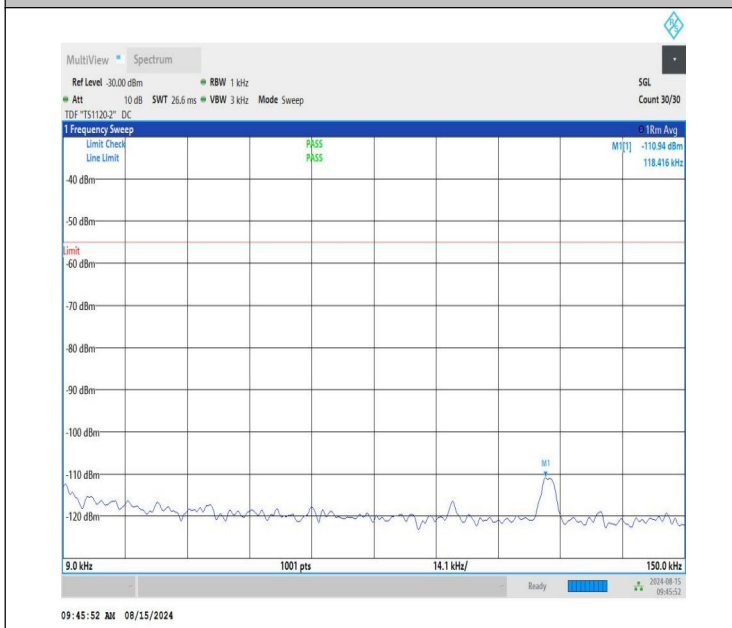 MultiView Spectrum
Ref Level -30.00 dBm RBW 1 kHz SGL
Att 10 dB SWT 26.6 ms VBW 3 kHz Mode Sweep Count 30/30
TDF "TS1120-2" DC
1 Frequency Sweep 1Rm Avg
Limit Check PASS M1[1] -110.94 dBm
Line Limit PASS 118.416 kHz
-40 dBm
-50 dBm
Limit
-60 dBm
-70 dBm
-80 dBm
-90 dBm
-100 dBm
M1
-110 dBm
-120 dBm
9.0 kHz 1001 pts 14.1 kHz/ 150.0 kHz
Ready 2024-08-15
09:45:52
09:45:52 AM 08/15/2024